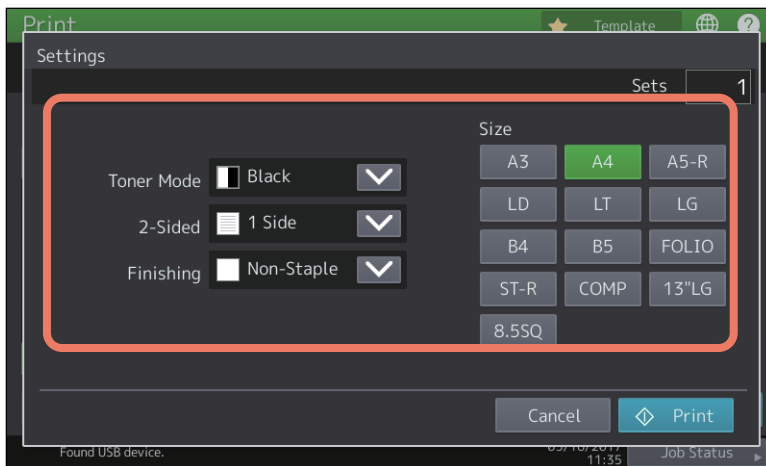 Print
Template
?
Settings
Sets 1
Size
Toner Mode Black
2-Sided 1 Side
Finishing Non-Staple
A3 A4 A5-R
LD LT LG
B4 B5 FOLIO
ST-R COMP 13"LG
8.5SQ
Cancel Print
Found USB device.
11:35
Job Status